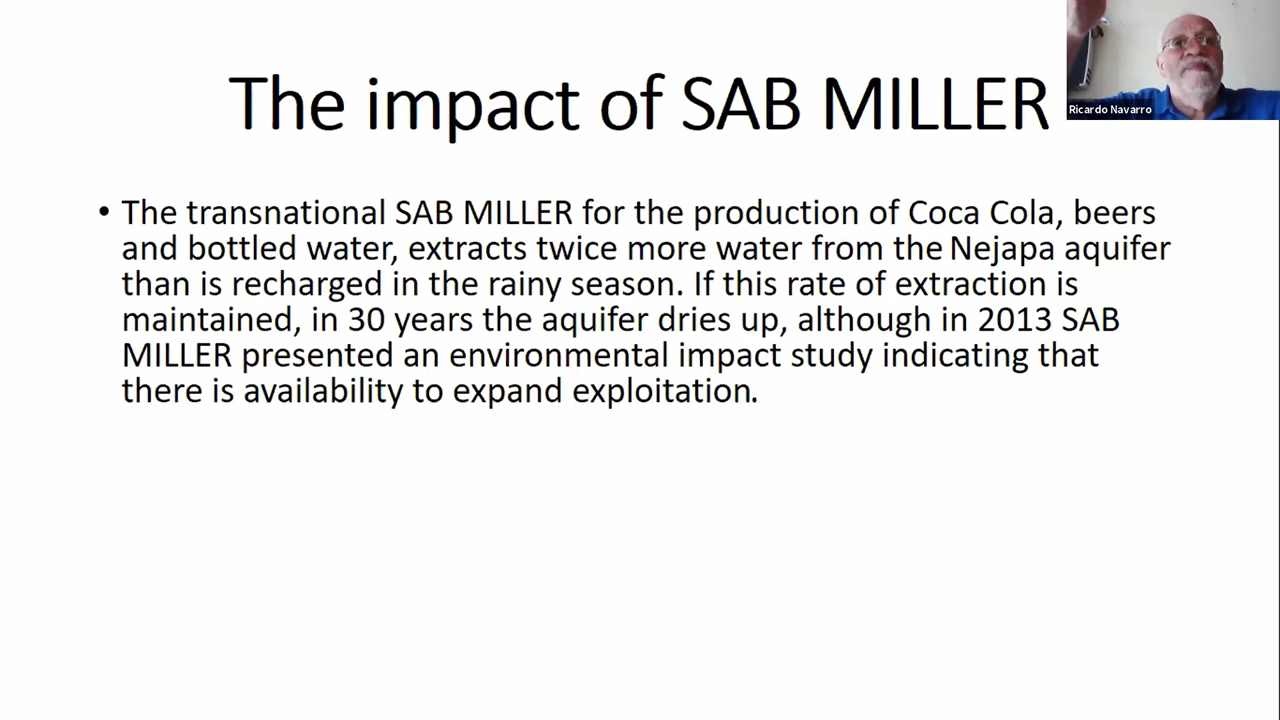 The impact of SAB MILLER
Ricardo Navarro
• The transnational SAB MILLER for the production of Coca Cola, beers
and bottled water, extracts twice more water from the Nejapa aquifer
than is recharged in the rainy season. If this rate of extraction is
maintained, in 30 years the aquifer dries up, although in 2013 SAB
MILLER presented an environmental impact study indicating that
there is availability to expand exploitation.